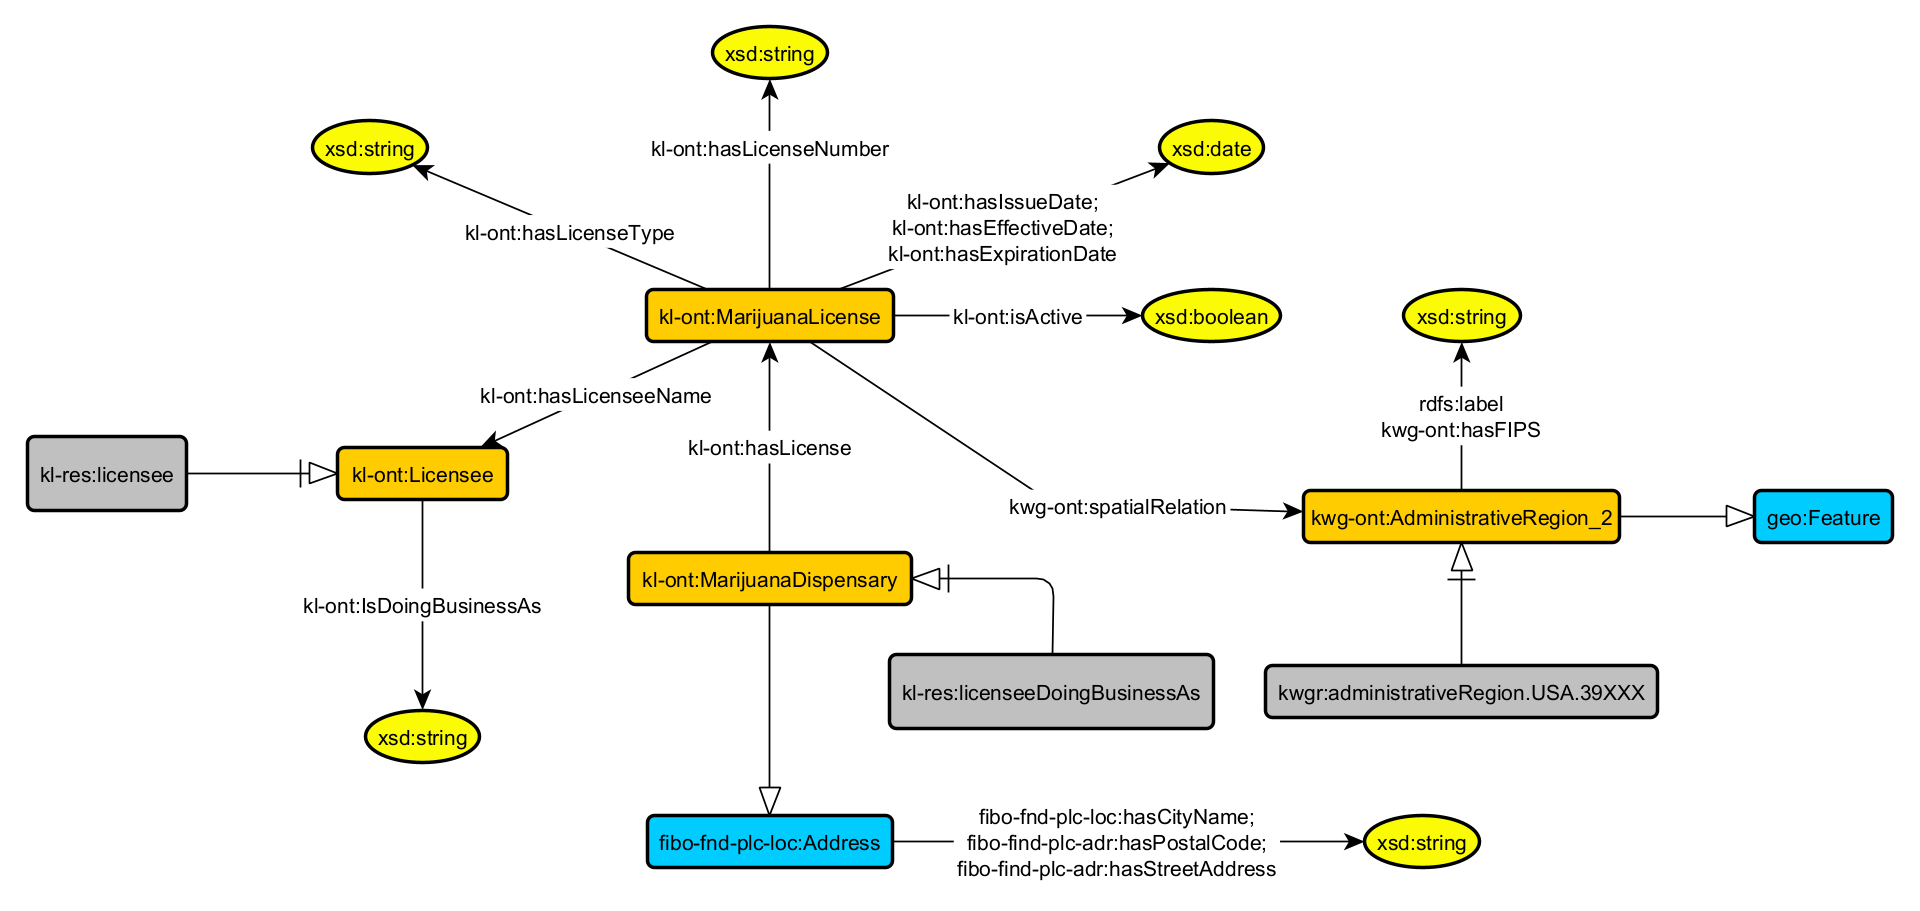 xsd:string
xsd:string
kl-ont:hasLicenseNumber
xsd:date
kl-ont:hasLicenseType
kl-ont:hasIssueDate;
kl-ont:hasEffectiveDate;
kl-ont:hasExpirationDate
kl-ont:MarijuanaLicense
kl-ont:isActive
xsd:boolean
xsd:string
kl-ont:hasLicenseeName
rdfs:label
kwg-ont:hasFIPS
kl-ont:hasLicense
kl-res:licensee
kl-ont:Licensee
kwg-ont:spatialRelation
kwg-ont:AdministrativeRegion_2
geo:Feature
kl-ont:MarijuanaDispensary
kl-ont:IsDoingBusinessAs
kl-res:licenseeDoingBusinessAs
kwgr:administrativeRegion.USA.39XXX
xsd:string
fibo-fnd-plc-loc:Address
fibo-fnd-plc-loc:hasCityName;
fibo-find-plc-adr:hasPostalCode;
fibo-find-plc-adr:hasStreetAddress
xsd:string